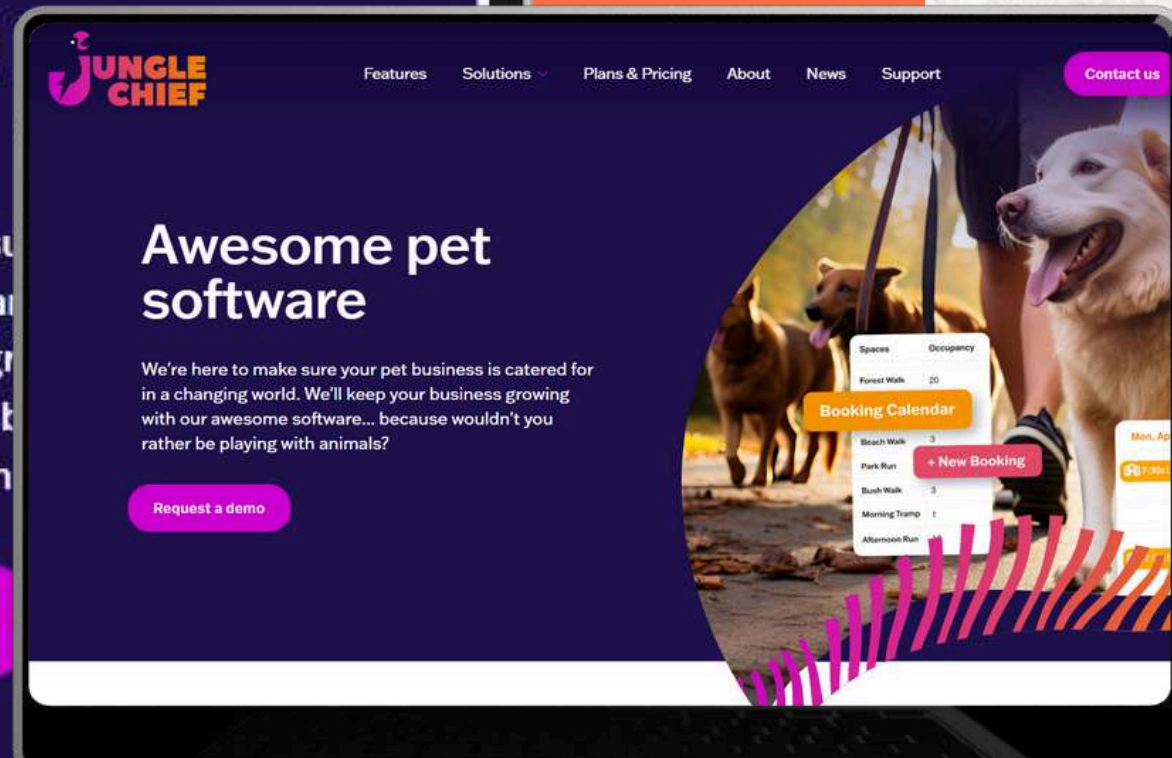 JUNGLE
CHIEF
Features
Solutions
Plans & Pricing
About
News
Support
Contact us
Awesome pet
software
We're here to make sure your pet business is catered for
in a changing world. We'll keep your business growing
with our awesome software... because wouldn't you
rather be playing with animals?
Request a demo
Spaces Occupancy
Forest Walk 20
Booking Calendar
Beach Walk 3
Park Run
+ New Booking
Bush Walk 3
Morning Tramp 1
Afternoon Run
Mon,